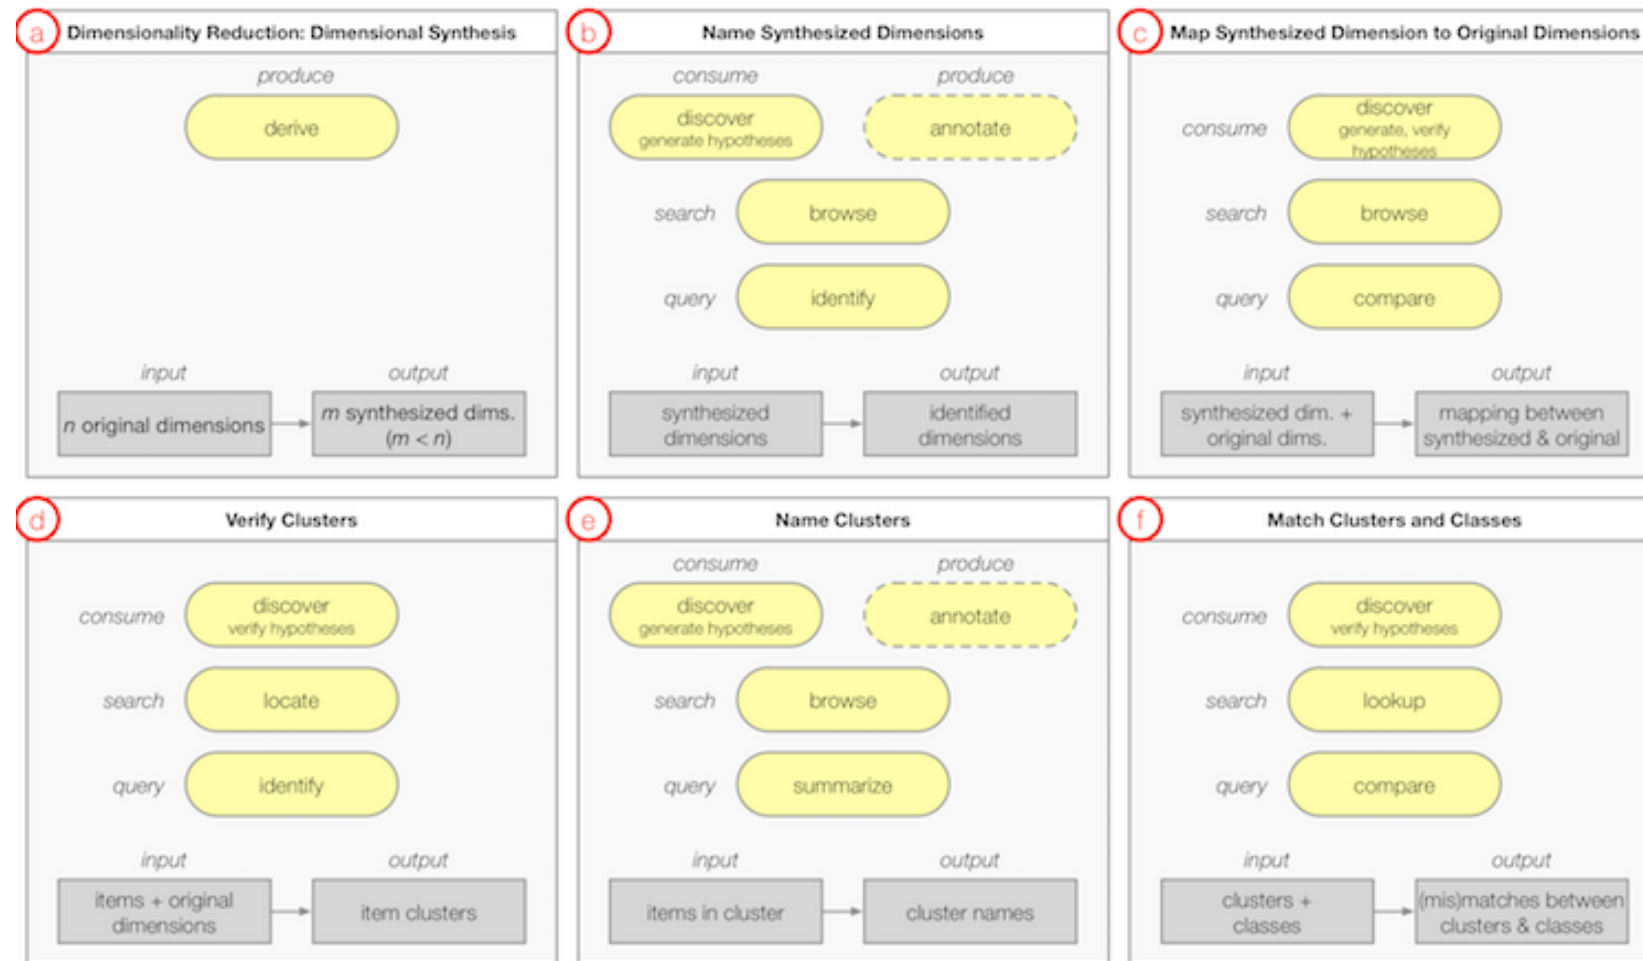 a Dimensionality Reduction: Dimensional Synthesis
produce
derive
input output
n original dimensions
m synthesized dims.
(m < n)
b Name Synthesized Dimensions
consume produce
discover
generate hypotheses
annotate
search browse
query identify
input output
synthesized
dimensions
identified
dimensions
c Map Synthesized Dimension to Original Dimensions
consume
discover
generate, verify
hypotheses
search browse
query compare
input output
synthesized dim. +
original dims.
mapping between
synthesized & original
d Verify Clusters
consume
discover
verify hypotheses
search locate
query identify
input output
items + original
dimensions
item clusters
e Name Clusters
consume produce
discover
generate hypotheses
annotate
search browse
query summarize
input output
items in cluster
cluster names
f Match Clusters and Classes
consume
discover
verify hypotheses
search lookup
query compare
input output
clusters +
classes
(mis)matches between
clusters & classes